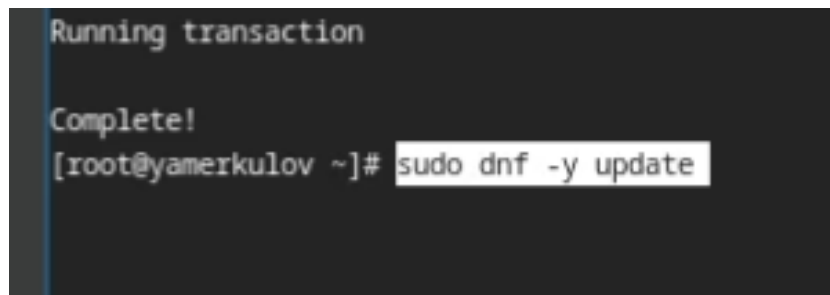 Running transaction
Complete!
[root@yamerkulov ~]# sudo dnf -y update